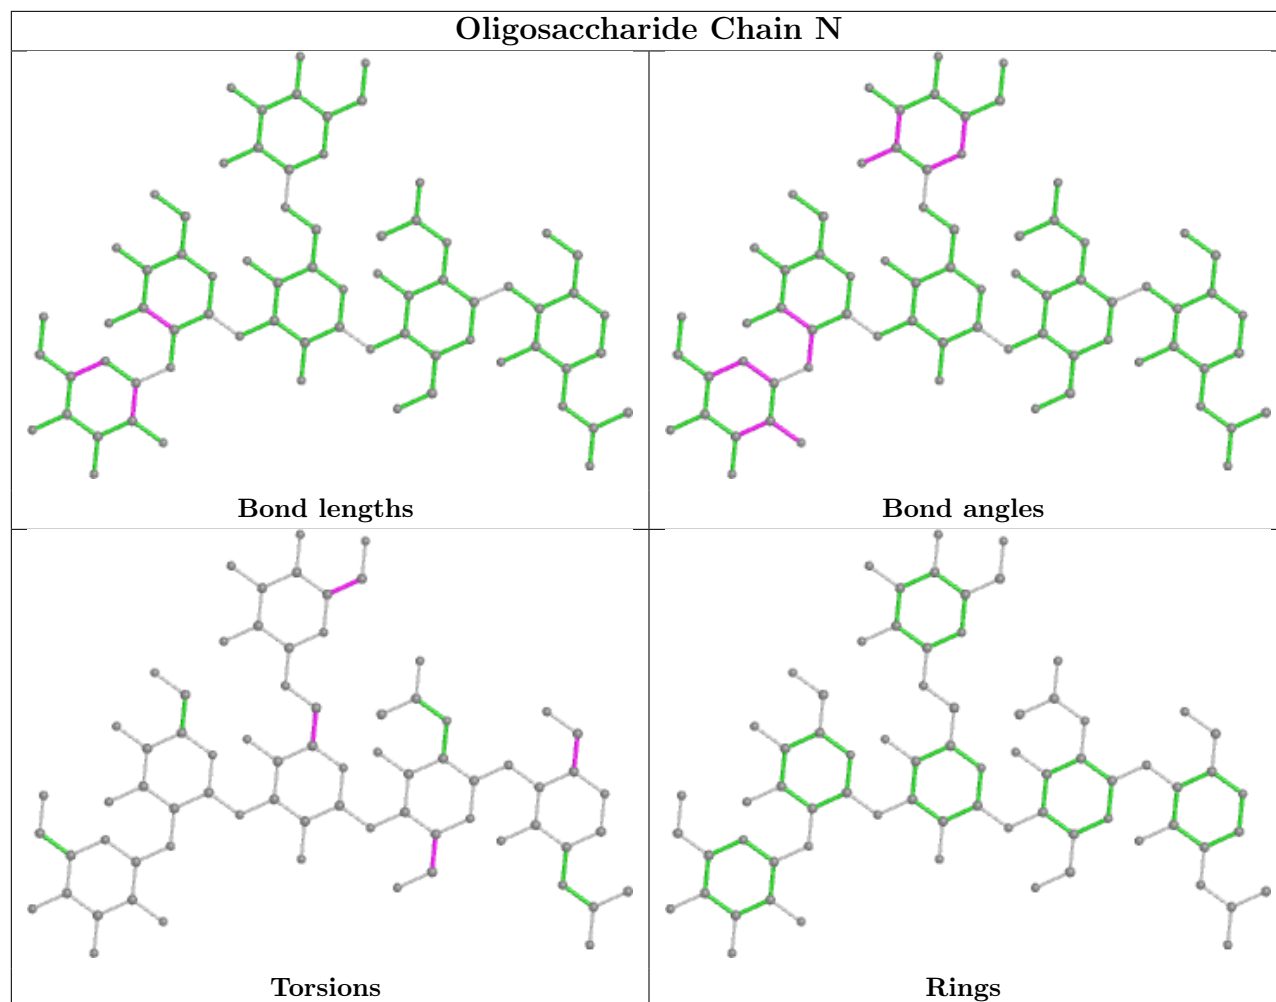 Oligosaccharide Chain N
Bond lengths
Bond angles
Torsions
Rings